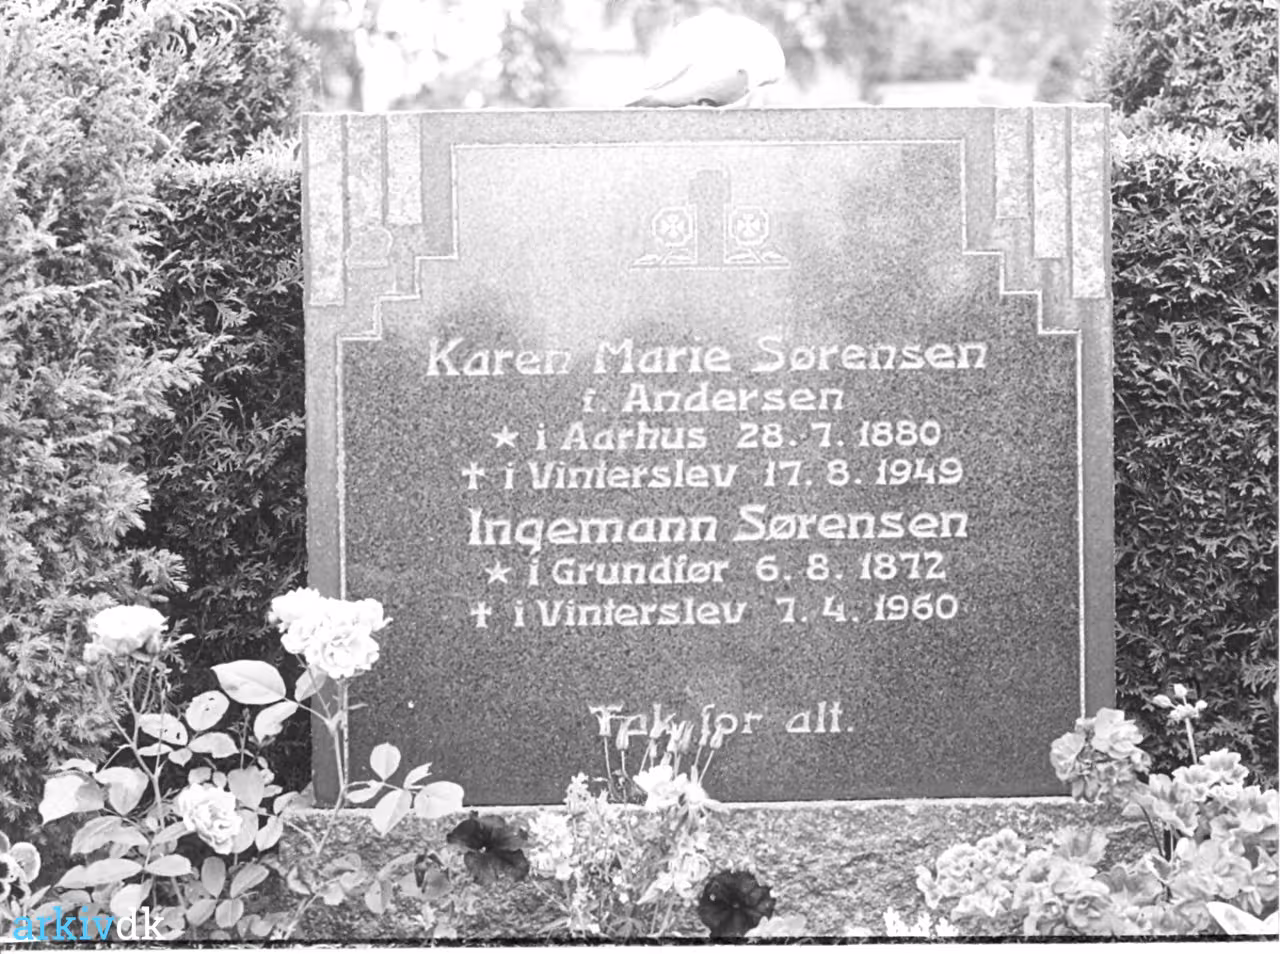 Karen Marie Sørensen
f. Andersen
★ i Aarhus 28. 7. 1880
✝ i Vinterslev 17. 8. 1949
Ingemann Sørensen
★ i Grundfør 6. 8. 1872
✝ i Vinterslev 7. 4. 1960
Tak for alt.
arkivdk